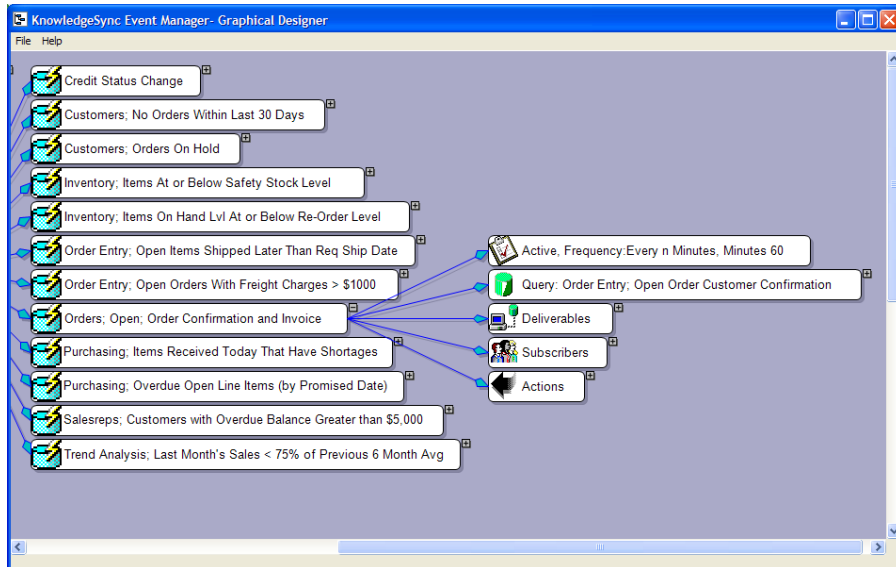 KnowledgeSync Event Manager- Graphical Designer
File Help
Credit Status Change
Customers; No Orders Within Last 30 Days
Customers; Orders On Hold
Inventory; Items At or Below Safety Stock Level
Inventory; Items On Hand Lvl At or Below Re-Order Level
Order Entry; Open Items Shipped Later Than Req Ship Date
Order Entry; Open Orders With Freight Charges > $1000
Orders; Open; Order Confirmation and Invoice
Purchasing; Items Received Today That Have Shortages
Purchasing; Overdue Open Line Items (by Promised Date)
Salesreps; Customers with Overdue Balance Greater than $5,000
Trend Analysis; Last Month's Sales < 75% of Previous 6 Month Avg
Active, Frequency:Every n Minutes, Minutes 60
Query: Order Entry; Open Order Customer Confirmation
Deliverables
Subscribers
Actions